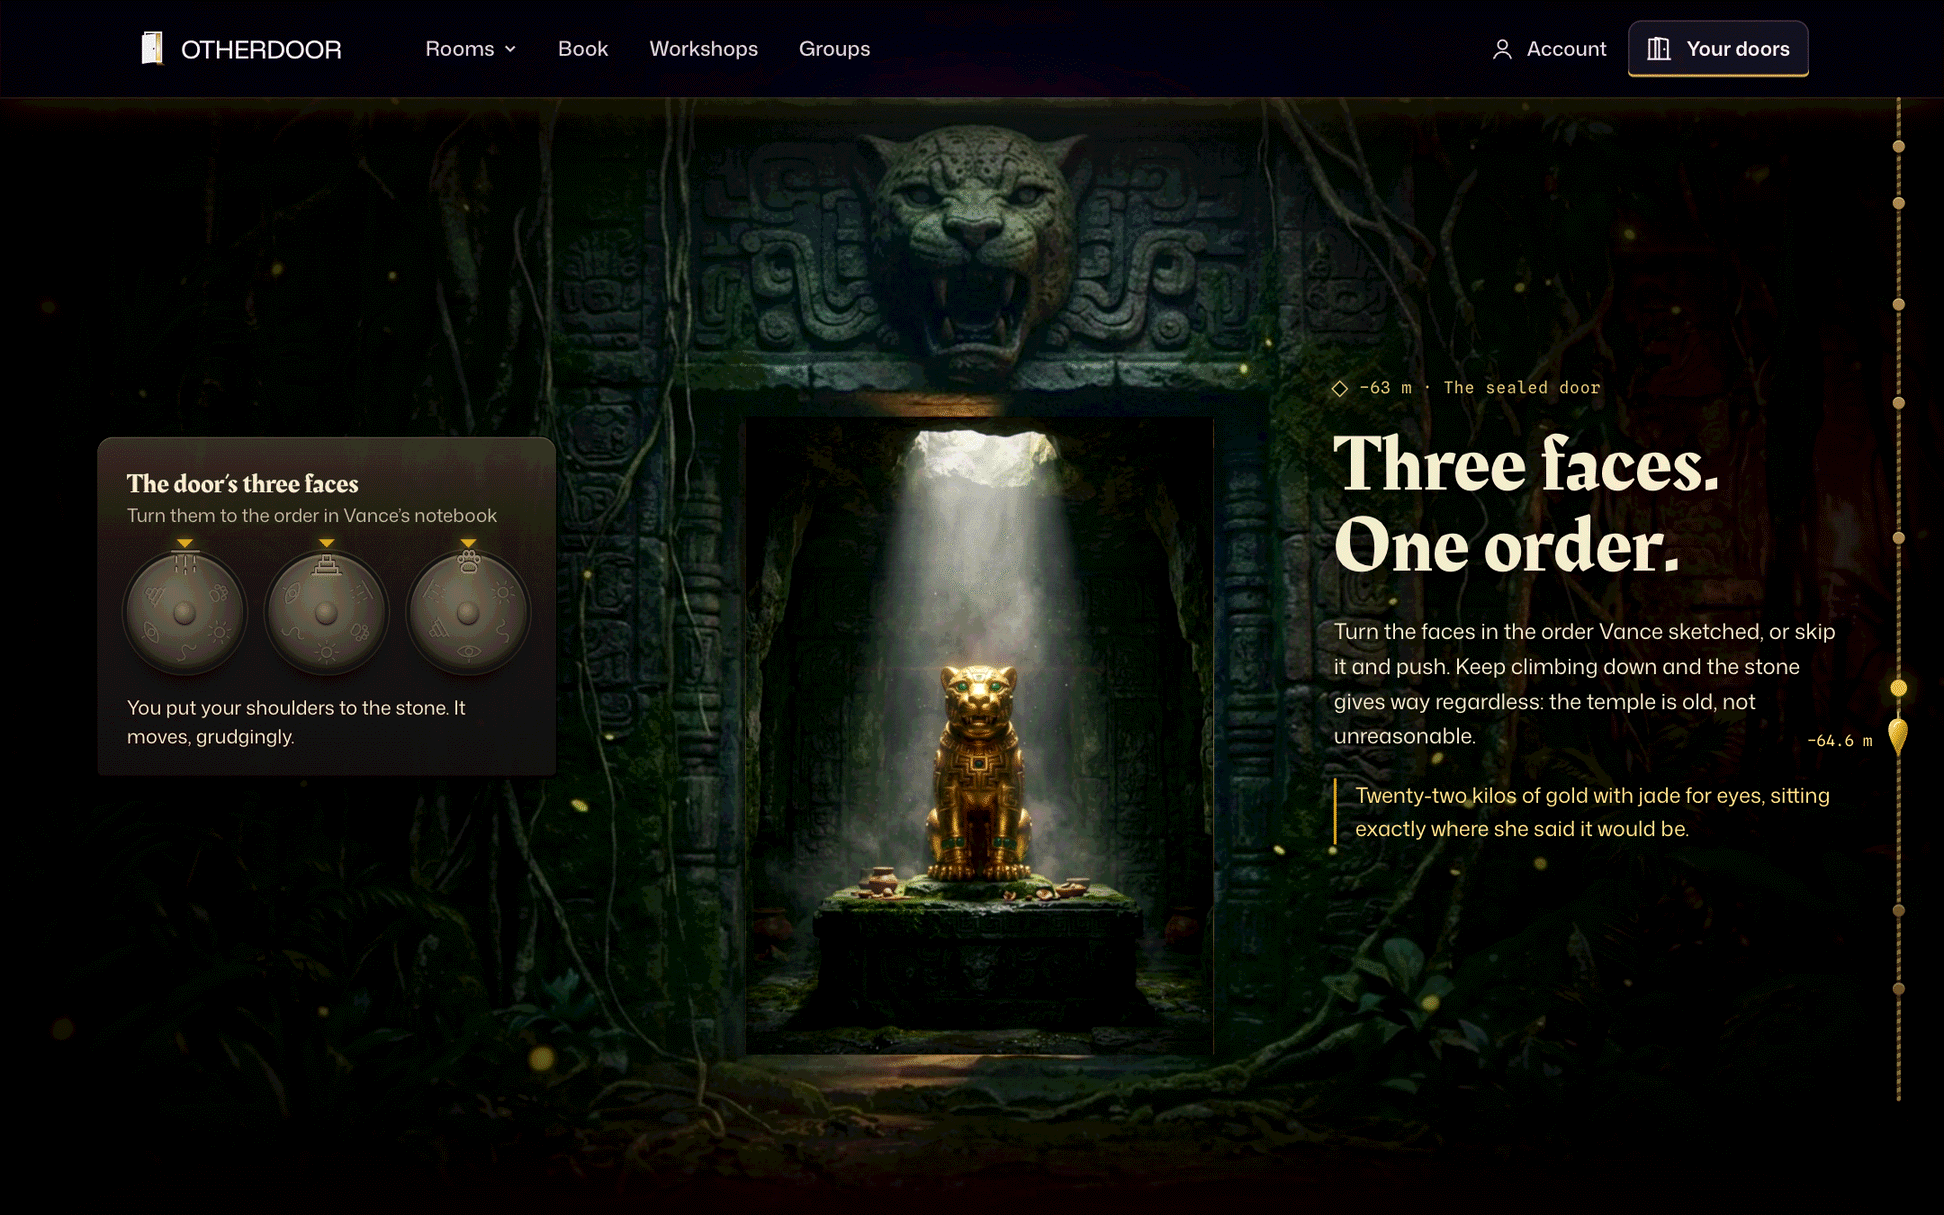 OTHERDOOR
Rooms
Book
Workshops
Groups
Account
Your doors
The door's three faces
Turn them to the order in Vance's notebook
You put your shoulders to the stone. It
moves, grudgingly.
−63 m · The sealed door
Three faces.
One order.
Turn the faces in the order Vance sketched, or skip
it and push. Keep climbing down and the stone
gives way regardless: the temple is old, not
unreasonable.
−64.6 m
Twenty-two kilos of gold with jade for eyes, sitting
exactly where she said it would be.